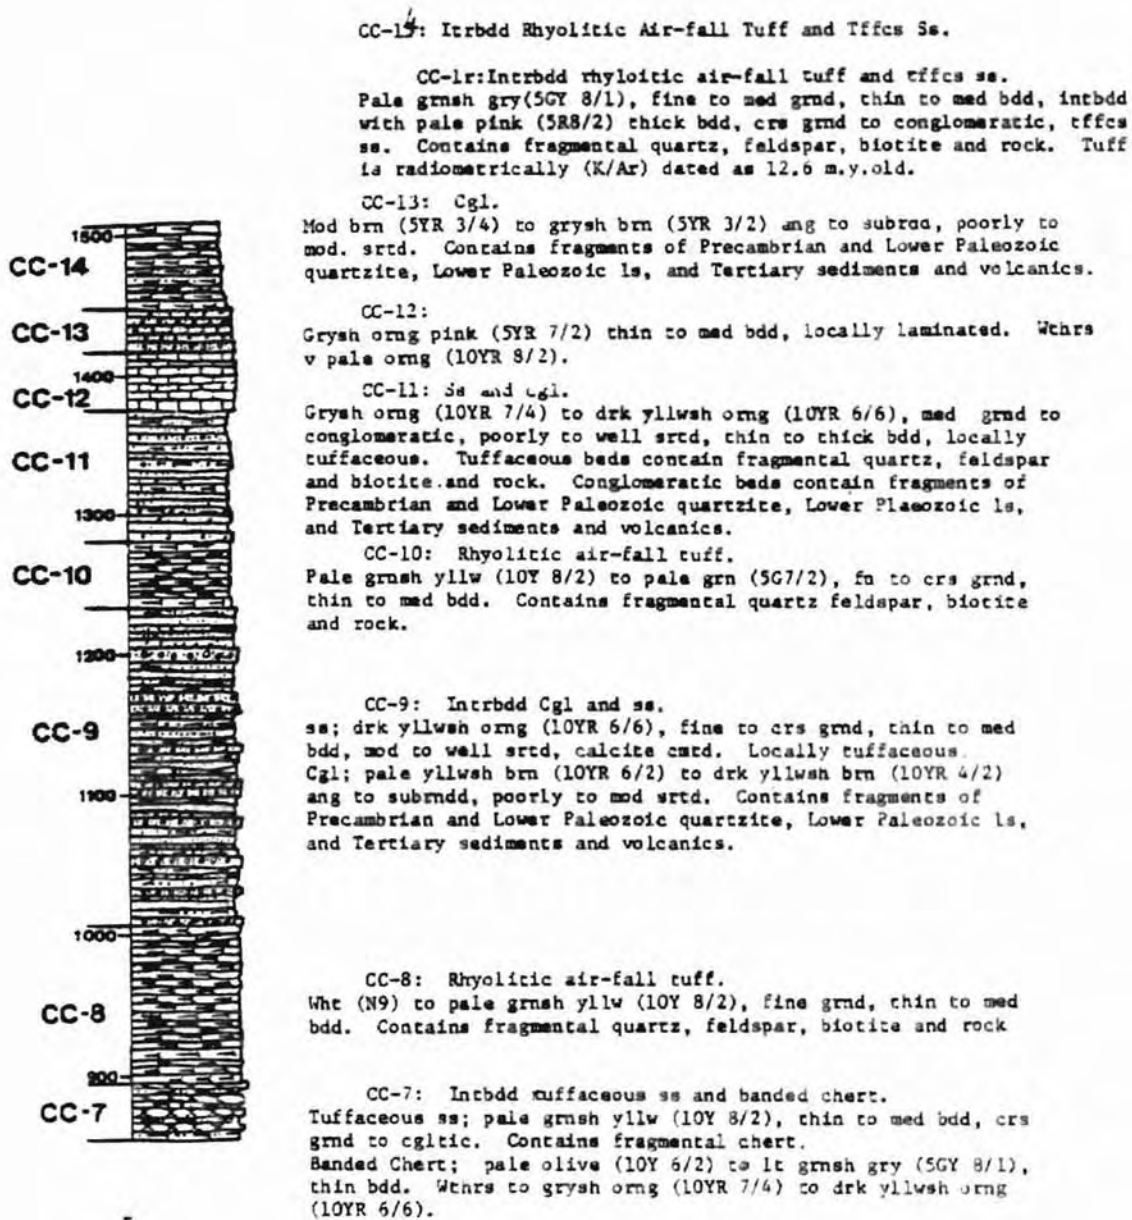 CC-14: Itrbdd Rhyolitic Air-fall Tuff and Tffcs Ss.
CC-1r:Intrbdd rhyloitic air-fall tuff and tffcs ss.
Pale grnsh gry(5GY 8/1), fine to med grnd, thin to med bdd, intbdd
with pale pink (5R8/2) thick bdd, crs grnd to conglomeratic, tffcs
ss. Contains fragmental quartz, feldspar, biotite and rock. Tuff
is radiometrically (K/Ar) dated as 12.6 m.y.old.
CC-13: Cgl.
Mod brn (5YR 3/4) to grysh brn (5YR 3/2) ang to subrdd, poorly to
mod. srtd. Contains fragments of Precambrian and Lower Paleozoic
quartzite, Lower Paleozoic ls, and Tertiary sediments and volcanics.
CC-12:
Grysh orng pink (5YR 7/2) thin to med bdd, locally laminated. Wthrs
v pale orng (10YR 8/2).
CC-11: Ss and cgl.
Grysh orng (10YR 7/4) to drk yllwsh orng (10YR 6/6), med grnd to
conglomeratic, poorly to well srtd, thin to thick bdd, locally
tuffaceous. Tuffaceous beds contain fragmental quartz, feldspar
and biotite.and rock. Conglomeratic beds contain fragments of
Precambrian and Lower Paleozoic quartzite, Lower Plaeozoic ls,
and Tertiary sediments and volcanics.
CC-10: Rhyolitic air-fall tuff.
Pale grnsh yllw (10Y 8/2) to pale grn (5G7/2), fn to crs grnd,
thin to med bdd. Contains fragmental quartz feldspar, biotite
and rock.
CC-9: Intrbdd Cgl and ss.
ss; drk yllwsh orng (10YR 6/6), fine to crs grnd, thin to med
bdd, mod to well srtd, calcite cmtd. Locally tuffaceous.
Cgl; pale yllwsh brn (10YR 6/2) to drk yllwsh brn (10YR 4/2)
ang to subrndd, poorly to mod srtd. Contains fragments of
Precambrian and Lower Paleozoic quartzite, Lower Paleozoic ls,
and Tertiary sediments and volcanics.
CC-8: Rhyolitic air-fall tuff.
Wht (N9) to pale grnsh yllw (10Y 8/2), fine grnd, thin to med
bdd. Contains fragmental quartz, feldspar, biotite and rock
CC-7: Intbdd tuffaceous ss and banded chert.
Tuffaceous ss; pale grnsh yllw (10Y 8/2), thin to med bdd, crs
grnd to cgltic. Contains fragmental chert.
Banded Chert; pale olive (10Y 6/2) to lt grnsh gry (5GY 8/1),
thin bdd. Wthrs to grysh orng (10YR 7/4) to drk yllwsh orng
(10YR 6/6).
1500
CC-14
CC-13
1400
CC-12
CC-11
1300
CC-10
1200
CC-9
1100
1000
CC-8
900
CC-7